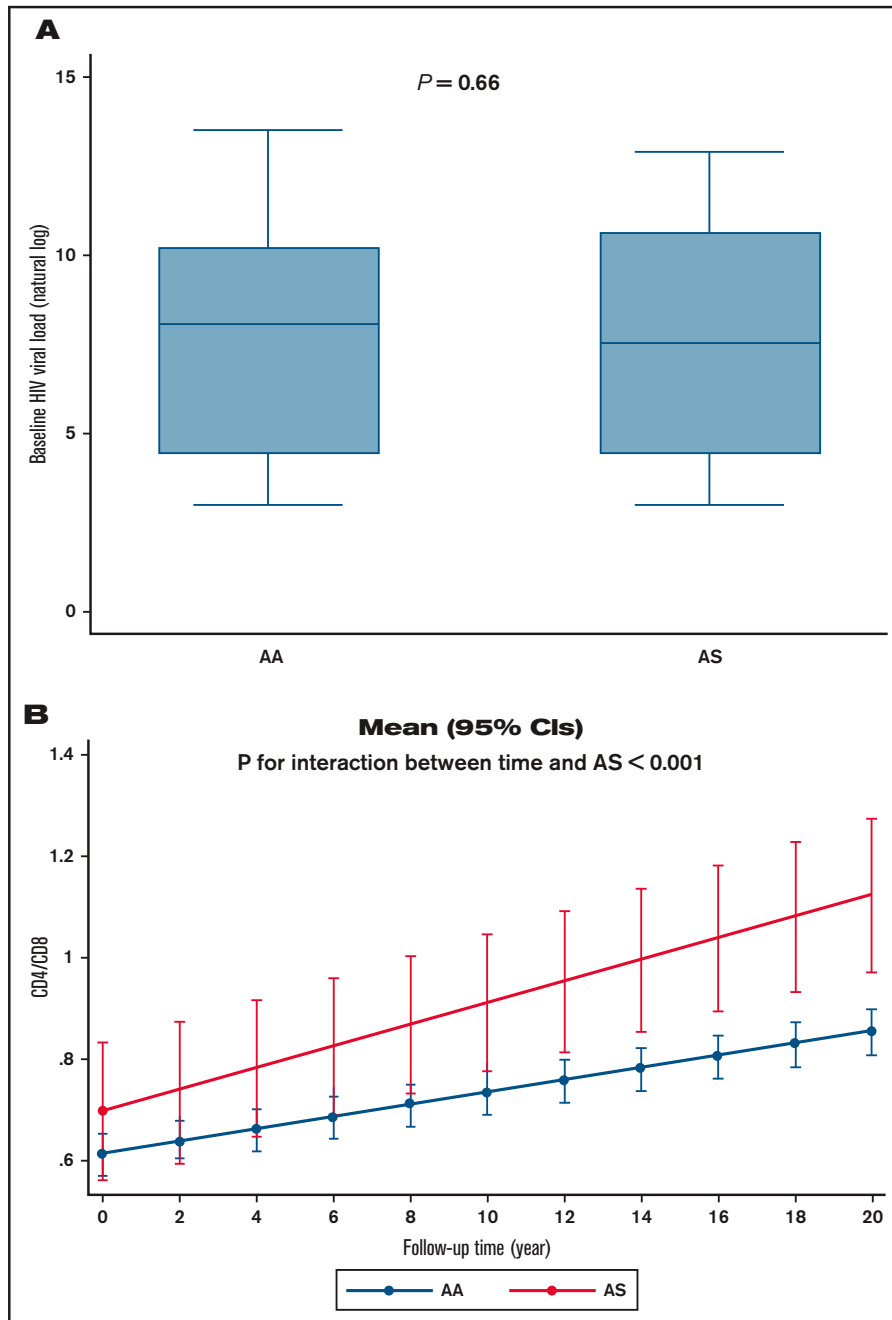 A
P = 0.66
15
10
5
0
Baseline HIV viral load (natural log)
AA
AS
B
Mean (95% CIs)
P for interaction between time and AS < 0.001
1.4
1.2
1
.8
.6
CD4/CD8
0 2 4 6 8 10 12 14 16 18 20
Follow-up time (year)
AA AS